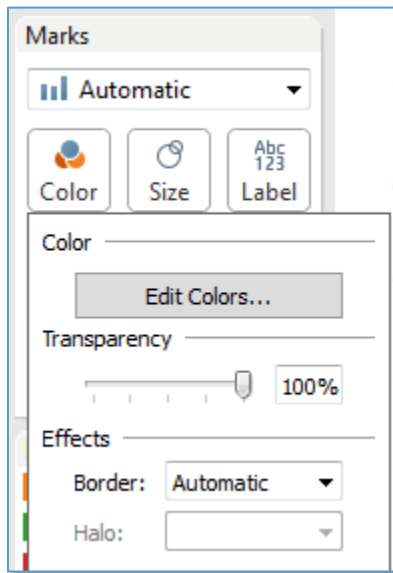 Marks
Automatic
Abc
123
Color Size Label
Color
Edit Colors...
Transparency
100%
Effects
Border: Automatic
Halo: